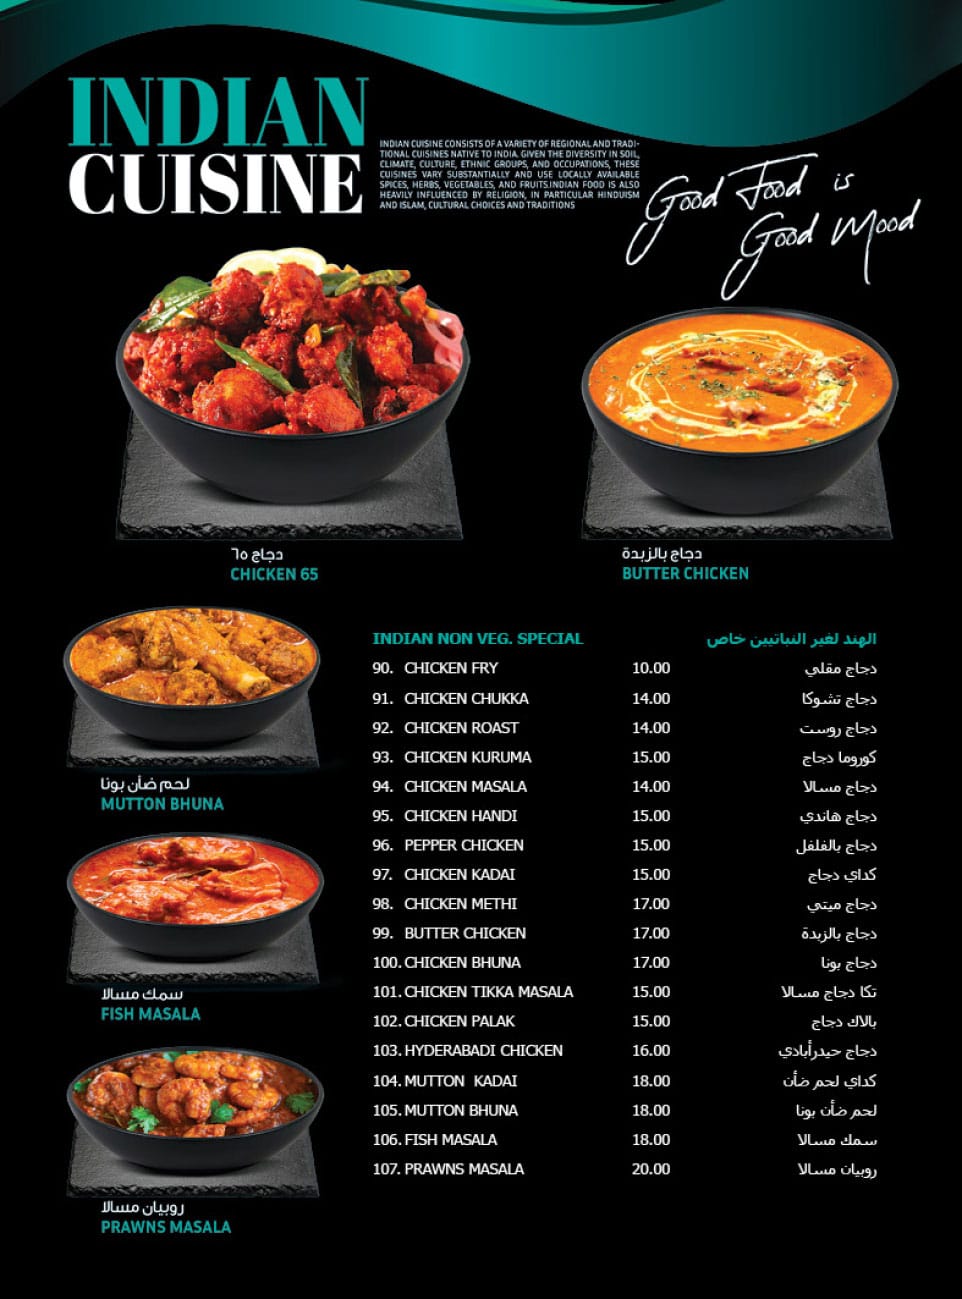 INDIAN
CUISINE
INDIAN CUISINE CONSISTS OF A VARIETY OF REGIONAL AND TRADI-
TIONAL CUISINES NATIVE TO INDIA. GIVEN THE DIVERSITY IN SOIL,
CLIMATE, CULTURE, ETHNIC GROUPS, AND OCCUPATIONS, THESE
CUISINES VARY SUBSTANTIALLY AND USE LOCALLY AVAILABLE
SPICES, HERBS, VEGETABLES, AND FRUITS.INDIAN FOOD IS ALSO
HEAVILY INFLUENCED BY RELIGION, IN PARTICULAR HINDUISM
AND ISLAM, CULTURAL CHOICES AND TRADITIONS
Good Food is
Good Mood
دجاج ٦٥
CHICKEN 65
دجاج بالزبدة
BUTTER CHICKEN
لحم ضأن بونا
MUTTON BHUNA
سمك مسالا
FISH MASALA
روبيان مسالا
PRAWNS MASALA
INDIAN NON VEG. SPECIAL الهند لغير النباتيين خاص
90. CHICKEN FRY 10.00 دجاج مقلي
91. CHICKEN CHUKKA 14.00 دجاج تشوكا
92. CHICKEN ROAST 14.00 دجاج روست
93. CHICKEN KURUMA 15.00 كوروما دجاج
94. CHICKEN MASALA 14.00 دجاج مسالا
95. CHICKEN HANDI 15.00 دجاج هاندي
96. PEPPER CHICKEN 15.00 دجاج بالفلفل
97. CHICKEN KADAI 15.00 كداي دجاج
98. CHICKEN METHI 17.00 دجاج ميتي
99. BUTTER CHICKEN 17.00 دجاج بالزبدة
100. CHICKEN BHUNA 17.00 دجاج بونا
101. CHICKEN TIKKA MASALA 15.00 تكا دجاج مسالا
102. CHICKEN PALAK 15.00 بالاك دجاج
103. HYDERABADI CHICKEN 16.00 دجاج حيدرأبادي
104. MUTTON KADAI 18.00 كداي لحم ضأن
105. MUTTON BHUNA 18.00 لحم ضأن بونا
106. FISH MASALA 18.00 سمك مسالا
107. PRAWNS MASALA 20.00 روبيان مسالا